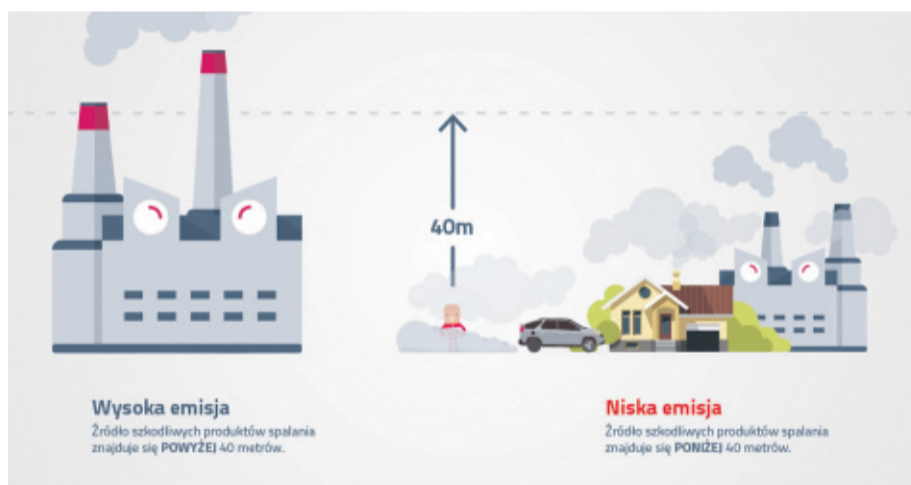 40m
Wysoka emisja
Źródło szkodliwych produktów spalania
znajduje się POWYŻEJ 40 metrów.
Niska emisja
Źródło szkodliwych produktów spalania
znajduje się PONIŻEJ 40 metrów.